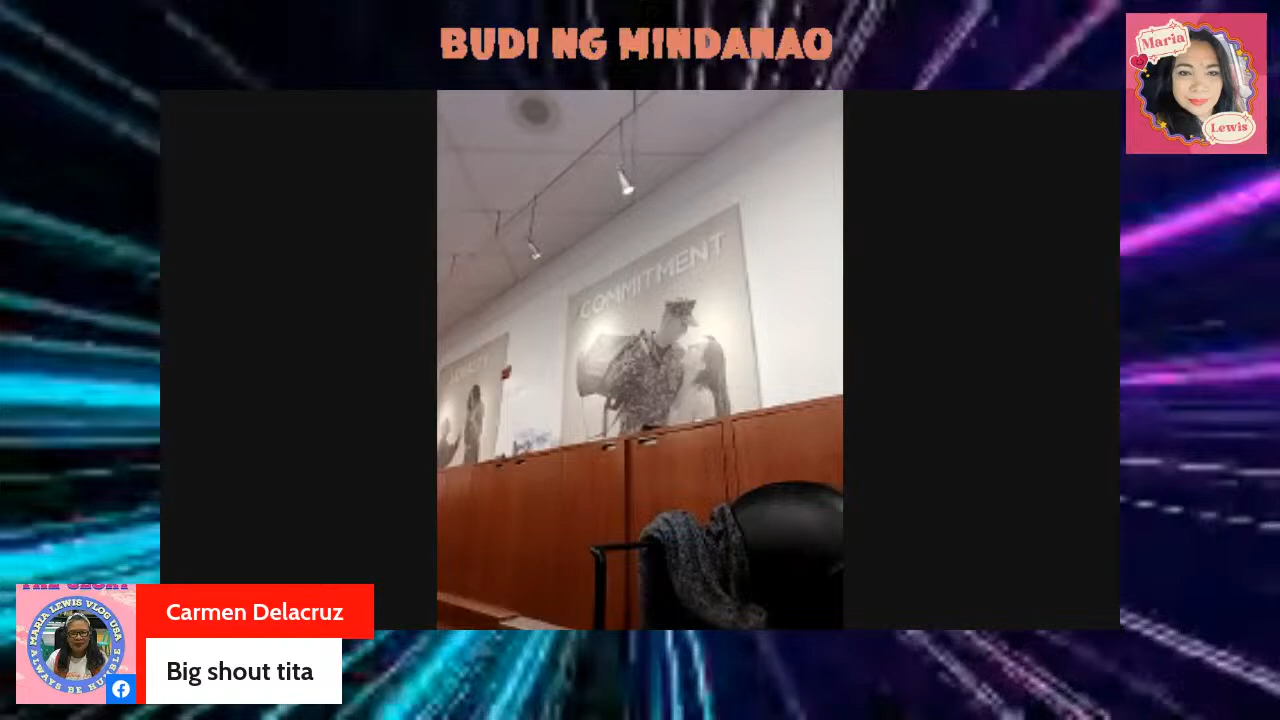 BUDI NG MINDANAO
Maria
Lewis
COMMITMENT
MARIA LEWIS VLOG USA
ALWAYS BE HUMBLE
Carmen Delacruz
Big shout tita